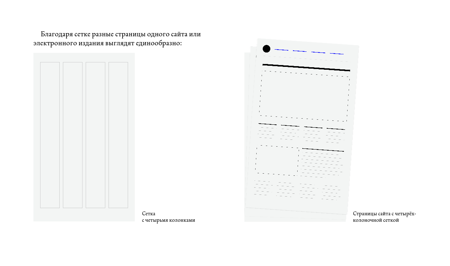 Благодаря сетке разные страницы одного сайта или
электронного издания выглядят единообразно:
Сетка
с четырьмя колонками
Страницы сайта с четырёх-
колоночной сеткой